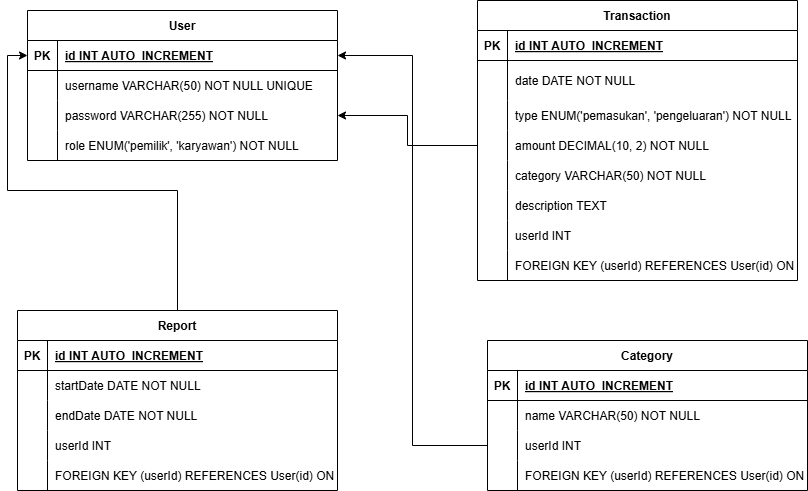 User
PK id INT AUTO_INCREMENT
username VARCHAR(50) NOT NULL UNIQUE
password VARCHAR(255) NOT NULL
role ENUM('pemilik', 'karyawan') NOT NULL
Transaction
PK id INT AUTO_INCREMENT
date DATE NOT NULL
type ENUM('pemasukan', 'pengeluaran') NOT NULL
amount DECIMAL(10, 2) NOT NULL
category VARCHAR(50) NOT NULL
description TEXT
userId INT
FOREIGN KEY (userId) REFERENCES User(id) ON
Report
PK id INT AUTO_INCREMENT
startDate DATE NOT NULL
endDate DATE NOT NULL
userId INT
FOREIGN KEY (userId) REFERENCES User(id) ON
Category
PK id INT AUTO_INCREMENT
name VARCHAR(50) NOT NULL
userId INT
FOREIGN KEY (userId) REFERENCES User(id) ON